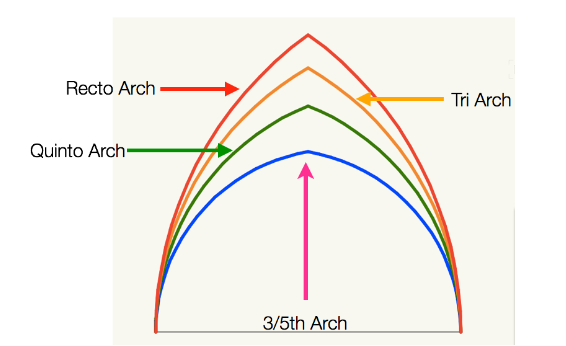 Recto Arch
Tri Arch
Quinto Arch
3/5th Arch